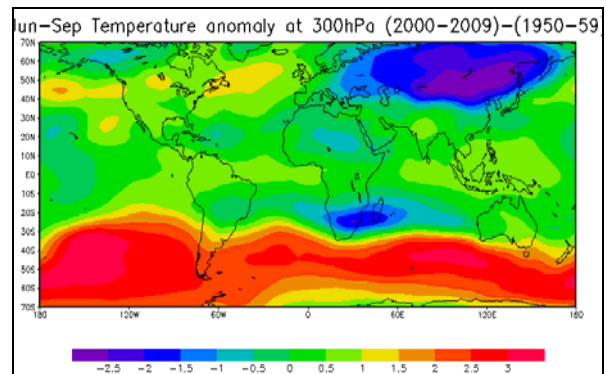 Jun-Sep Temperature anomaly at 300hPa (2000-2009)-(1950-59)
70N
60N
50N
40N
30N
20N
10N
EQ
10S
20S
30S
40S
50S
60S
70S
180 120W 60W 0 60E 120E 180
-2.5 -2 -1.5 -1 -0.5 0 0.5 1 1.5 2 2.5 3